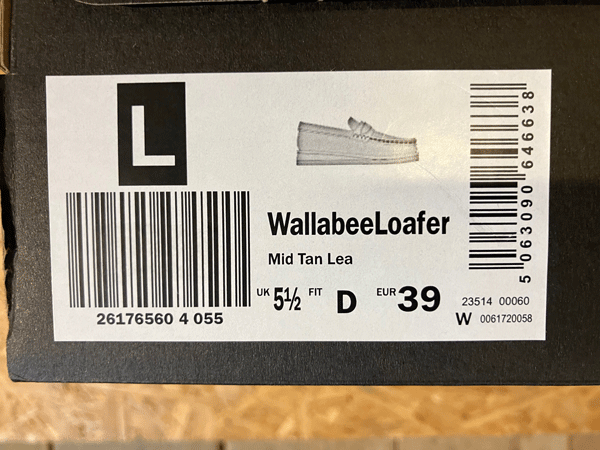 L
WallabeeLoafer
Mid Tan Lea
UK 5½ FIT D EUR 39
26176560 4 055
5 063090 646638
23514 00060
W 0061720058